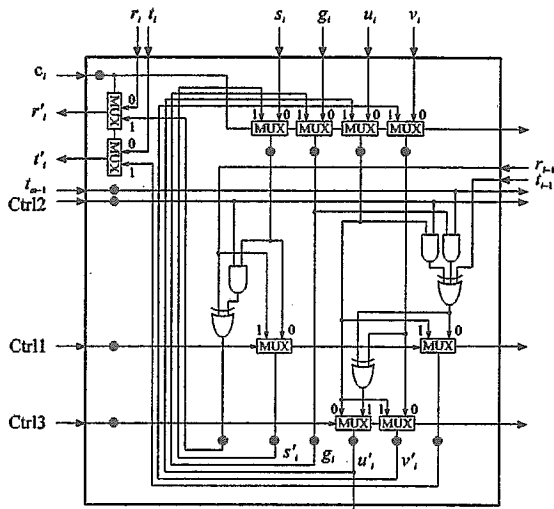 r_i t_i s_i g_i u_i v_i
c_i
0
r'_i
MUX
1
1 0 1 0 1 0 1 0
MUX MUX MUX MUX
0
t'_i
MUX
1
r_{i-1}
t_{n-1}
t_{i-1}
Ctrl2
1 0 1 0
Ctrl1
MUX MUX
0 1 1 0
Ctrl3
MUX MUX
s'_i g_i u'_i v'_i